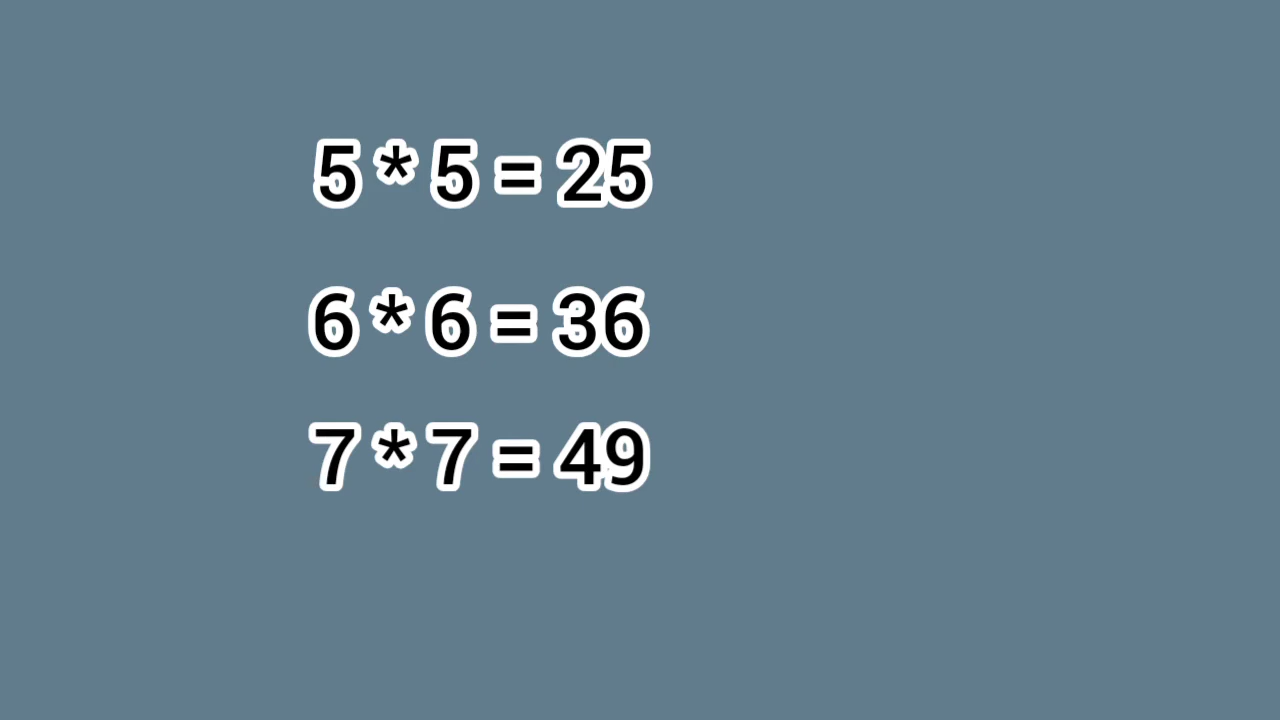 5 * 5 = 25
6 * 6 = 36
7 * 7 = 49